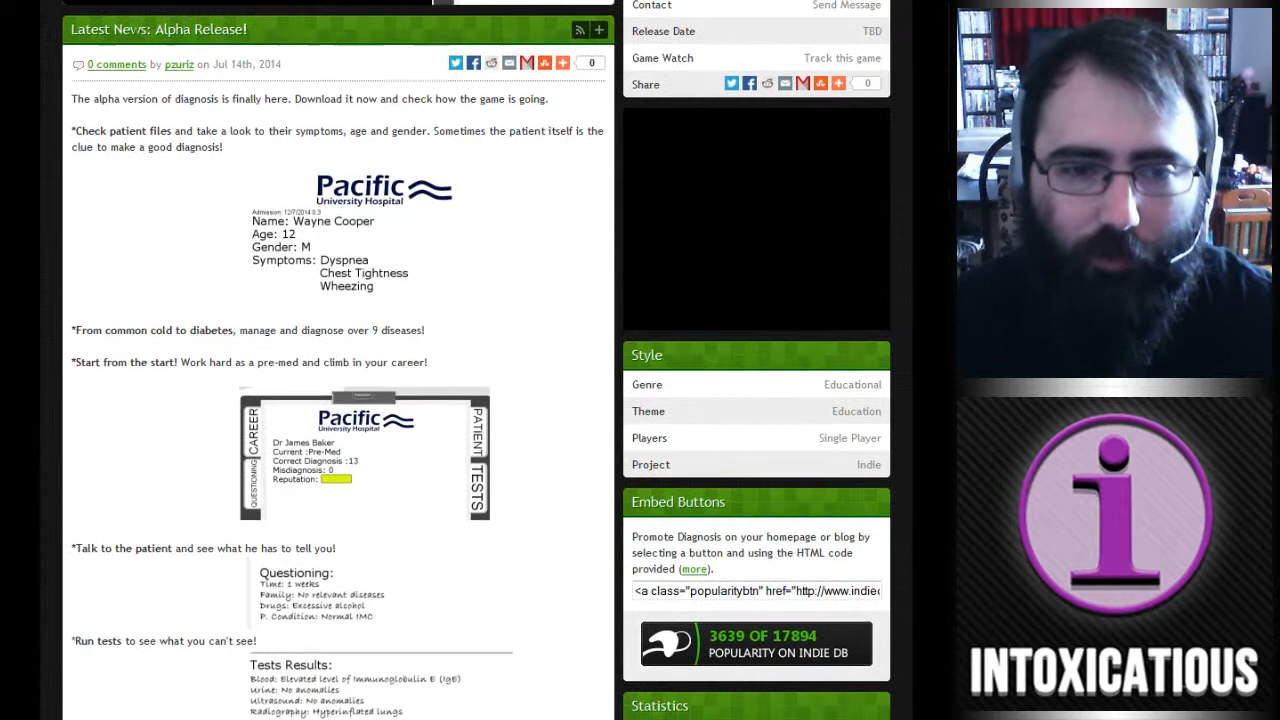 Latest News: Alpha Release!
0 comments by pzuriz on Jul 14th, 2014
0
The alpha version of diagnosis is finally here. Download it now and check how the game is going.
*Check patient files and take a look to their symptoms, age and gender. Sometimes the patient itself is the
clue to make a good diagnosis!
Pacific
University Hospital
Admission: 12/7/2014 0:3
Name: Wayne Cooper
Age: 12
Gender: M
Symptoms: Dyspnea
Chest Tightness
Wheezing
*From common cold to diabetes, manage and diagnose over 9 diseases!
*Start from the start! Work hard as a pre-med and climb in your career!
CAREER
QUESTIONING
Pacific
University Hospital
Dr James Baker
Current :Pre-Med
Correct Diagnosis :13
Misdiagnosis: 0
Reputation:
PATIENT
TESTS
*Talk to the patient and see what he has to tell you!
Questioning:
Time: 1 weeks
Family: No relevant diseases
Drugs: Excessive alcohol
P. Condition: Normal IMC
*Run tests to see what you can't see!
Tests Results:
Blood: Elevated level of Immunoglobulin E (IgE)
Urine: No anomalies
Ultrasound: No anomalies
Radiography: Hyperinflated lungs
Contact Send Message
Release Date TBD
Game Watch Track this game
Share 0
Style
Genre Educational
Theme Education
Players Single Player
Project Indie
Embed Buttons
Promote Diagnosis on your homepage or blog by
selecting a button and using the HTML code
provided (more).
<a class="popularitybtn" href="http://www.indiec
3639 OF 17894
POPULARITY ON INDIE DB
Statistics
i
INTOXICATIOUS